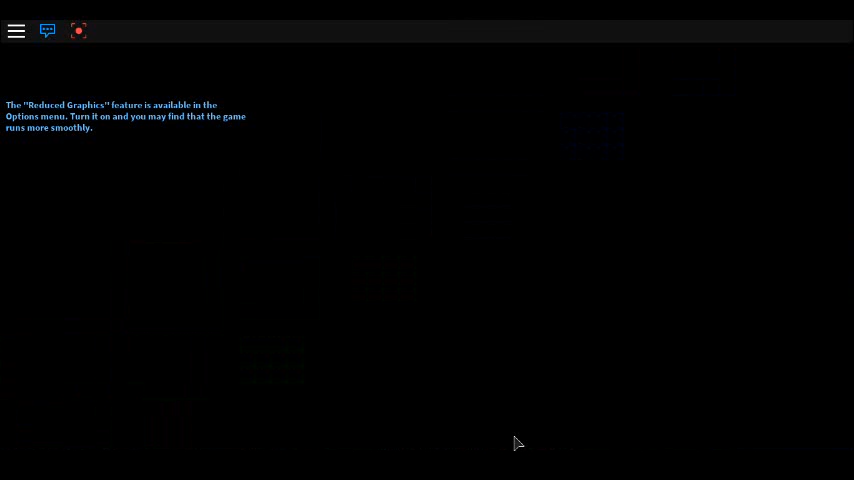 The "Reduced Graphics" feature is available in the
Options menu. Turn it on and you may find that the game
runs more smoothly.